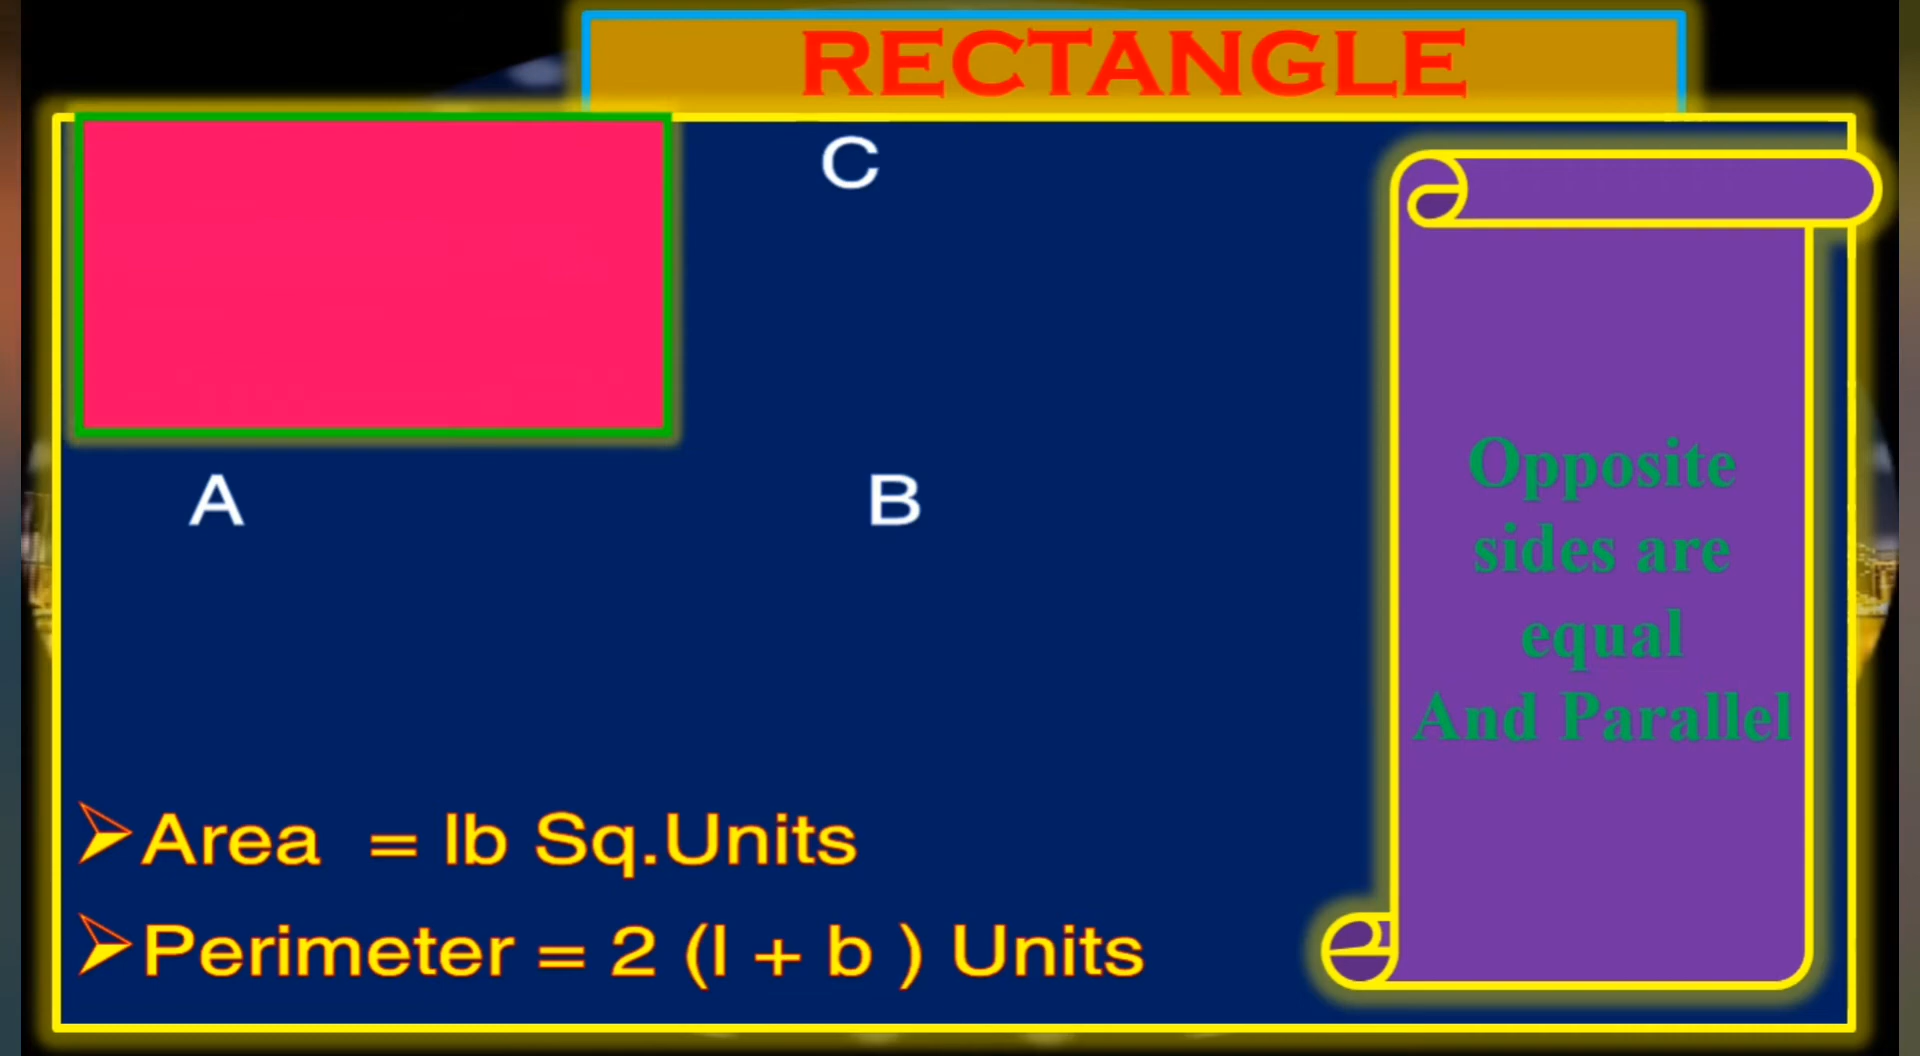 RECTANGLE
C
A
B
Opposite
sides are
equal
And Parallel
Area = lb Sq.Units
Perimeter = 2 (l + b ) Units